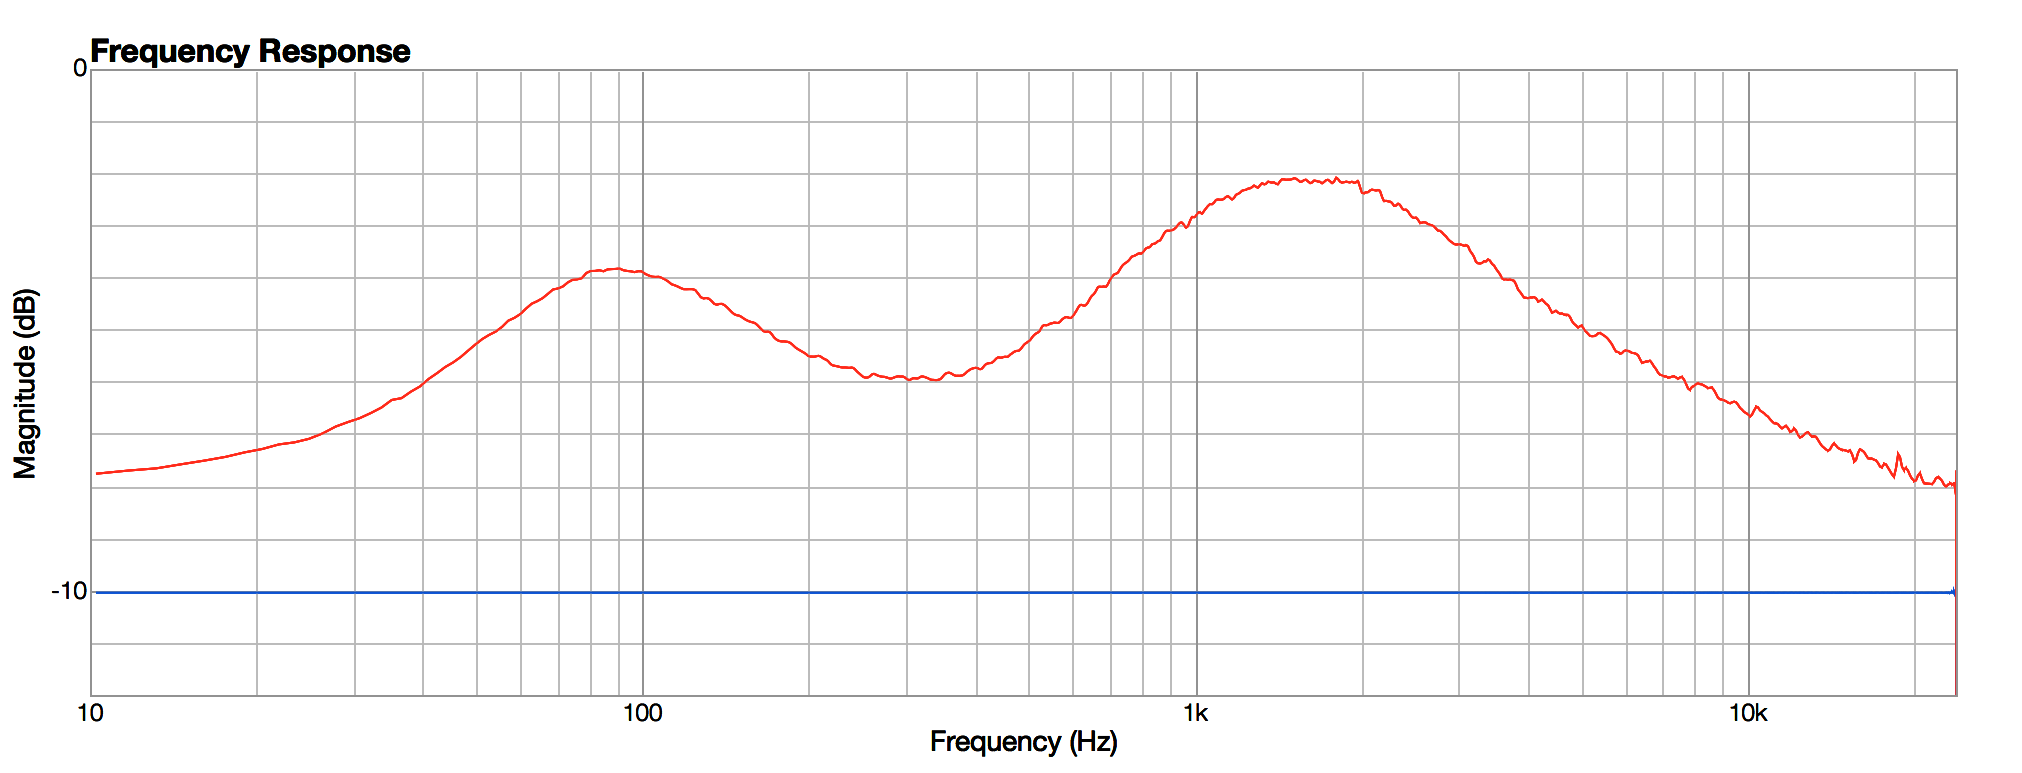 Frequency Response
0
Magnitude (dB)
-10
10 100 1k 10k
Frequency (Hz)